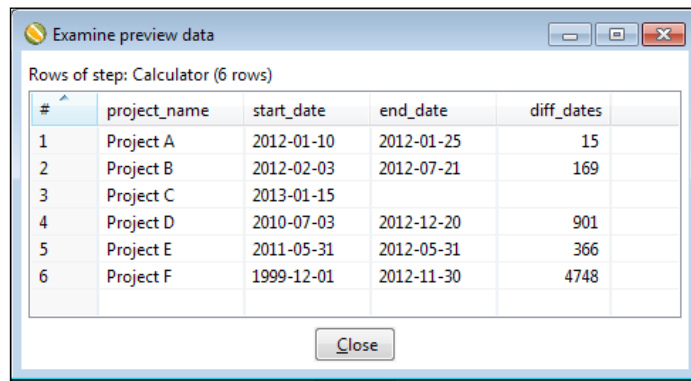 Examine preview data
Rows of step: Calculator (6 rows)
# project_name start_date end_date diff_dates
1 Project A 2012-01-10 2012-01-25 15
2 Project B 2012-02-03 2012-07-21 169
3 Project C 2013-01-15
4 Project D 2010-07-03 2012-12-20 901
5 Project E 2011-05-31 2012-05-31 366
6 Project F 1999-12-01 2012-11-30 4748
Close